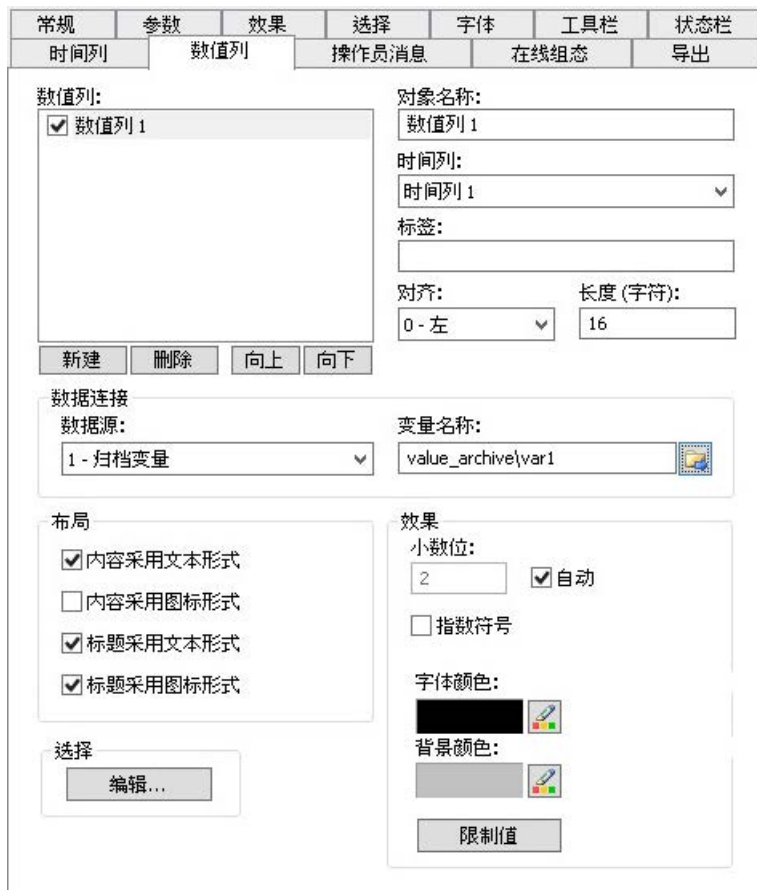 常规 参数 效果 选择 字体 工具栏 状态栏
时间列 数值列 操作员消息 在线组态 导出
数值列:
数值列 1
新建 删除 向上 向下
对象名称:
数值列 1
时间列:
时间列 1
标签:
对齐: 长度 (字符):
0 - 左 16
数据连接
数据源: 变量名称:
1 - 归档变量 value_archive\var1
布局
内容采用文本形式
内容采用图标形式
标题采用文本形式
标题采用图标形式
选择
编辑...
效果
小数位:
2 自动
指数符号
字体颜色:
背景颜色:
限制值